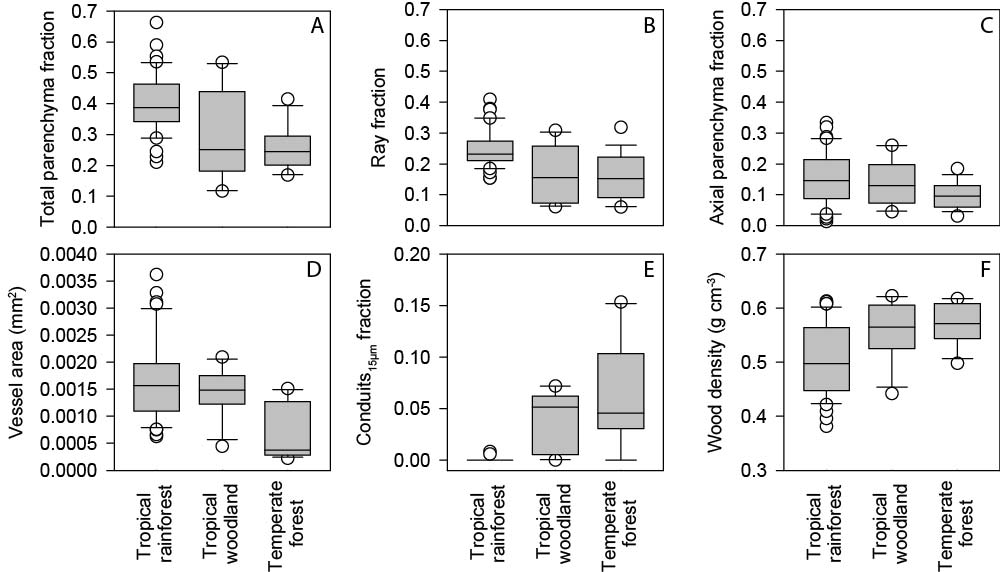 A
Total parenchyma fraction
0.7
0.6
0.5
0.4
0.3
0.2
0.1
0.0
B
Ray fraction
0.7
0.6
0.5
0.4
0.3
0.2
0.1
0.0
C
Axial parenchyma fraction
0.7
0.6
0.5
0.4
0.3
0.2
0.1
0.0
D
Vessel area (mm²)
0.0040
0.0035
0.0030
0.0025
0.0020
0.0015
0.0010
0.0005
0.0000
Tropical
rainforest
Tropical
woodland
Temperate
forest
E
Conduits₁₅µₘ fraction
0.20
0.15
0.10
0.05
0.00
Tropical
rainforest
Tropical
woodland
Temperate
forest
F
Wood density (g cm⁻³)
0.7
0.6
0.5
0.4
0.3
Tropical
rainforest
Tropical
woodland
Temperate
forest